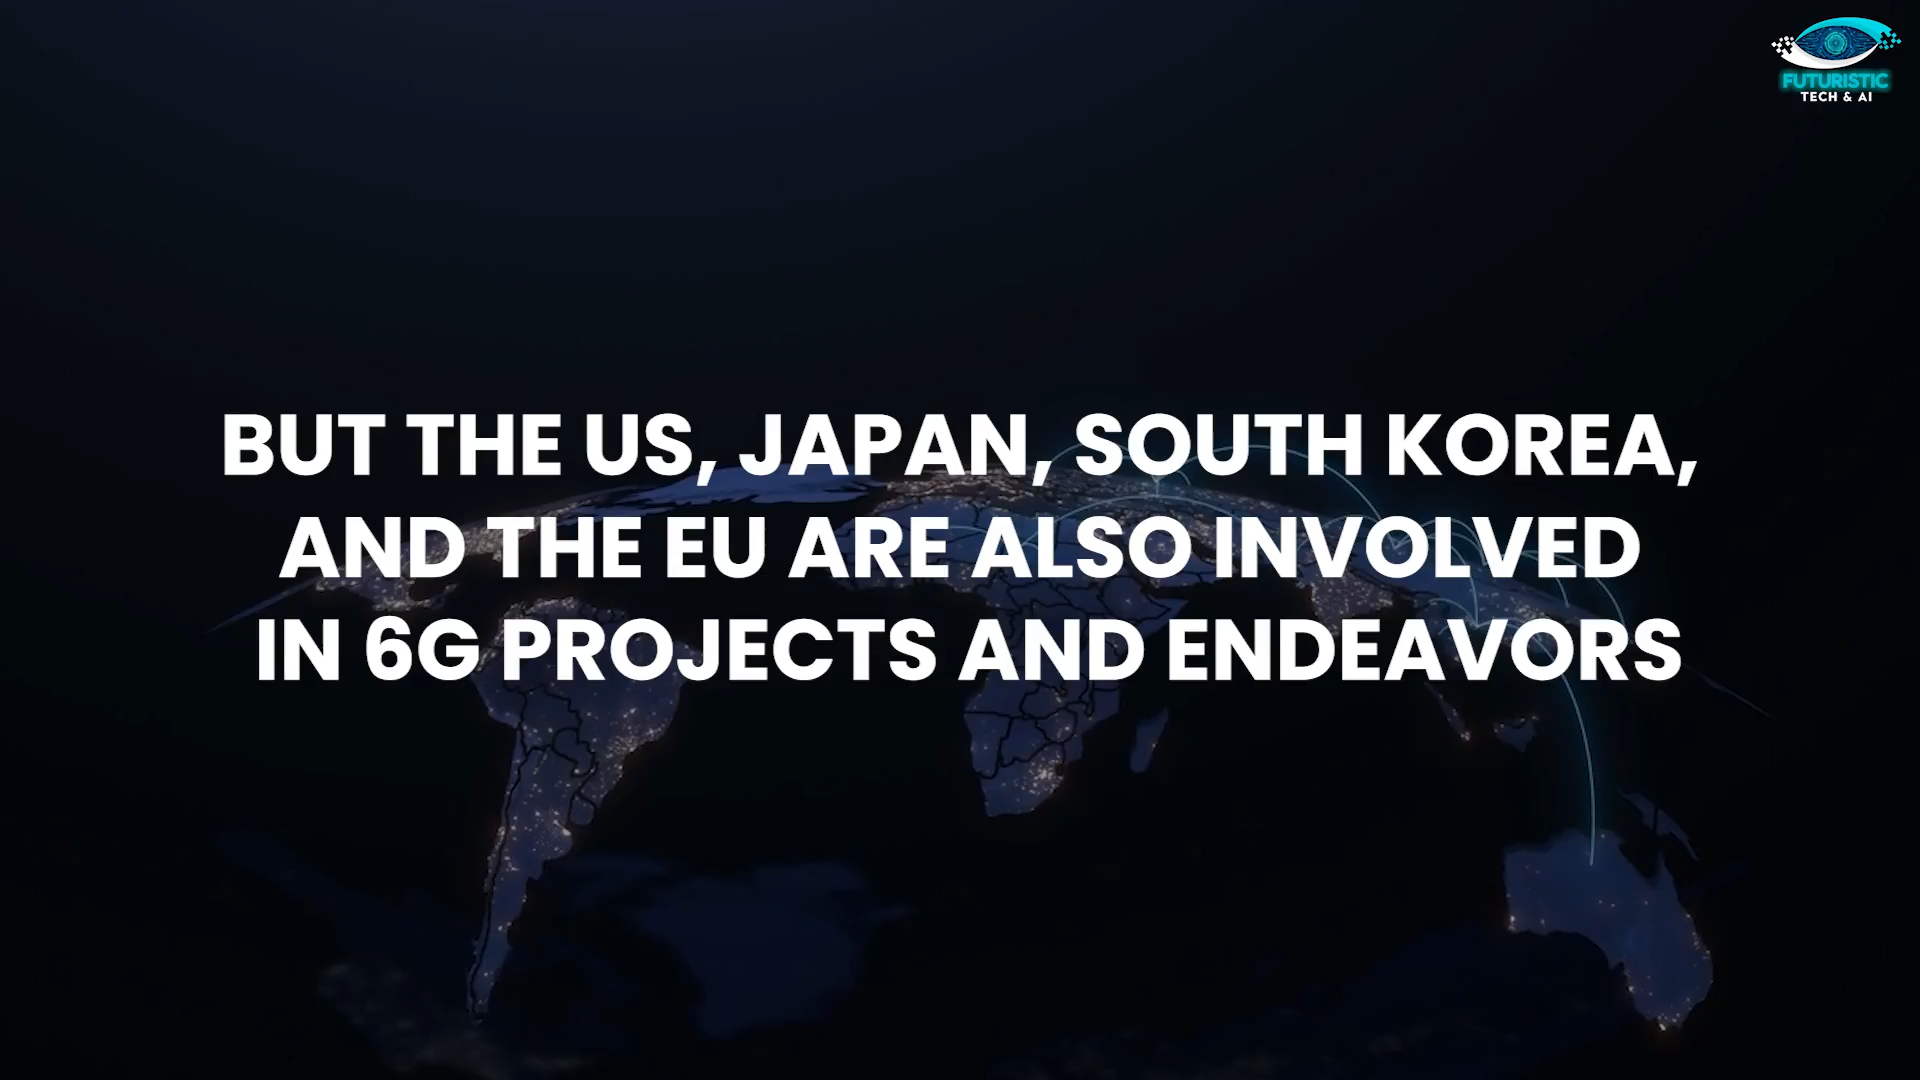 FUTURISTIC
TECH & AI
BUT THE US, JAPAN, SOUTH KOREA,
AND THE EU ARE ALSO INVOLVED
IN 6G PROJECTS AND ENDEAVORS